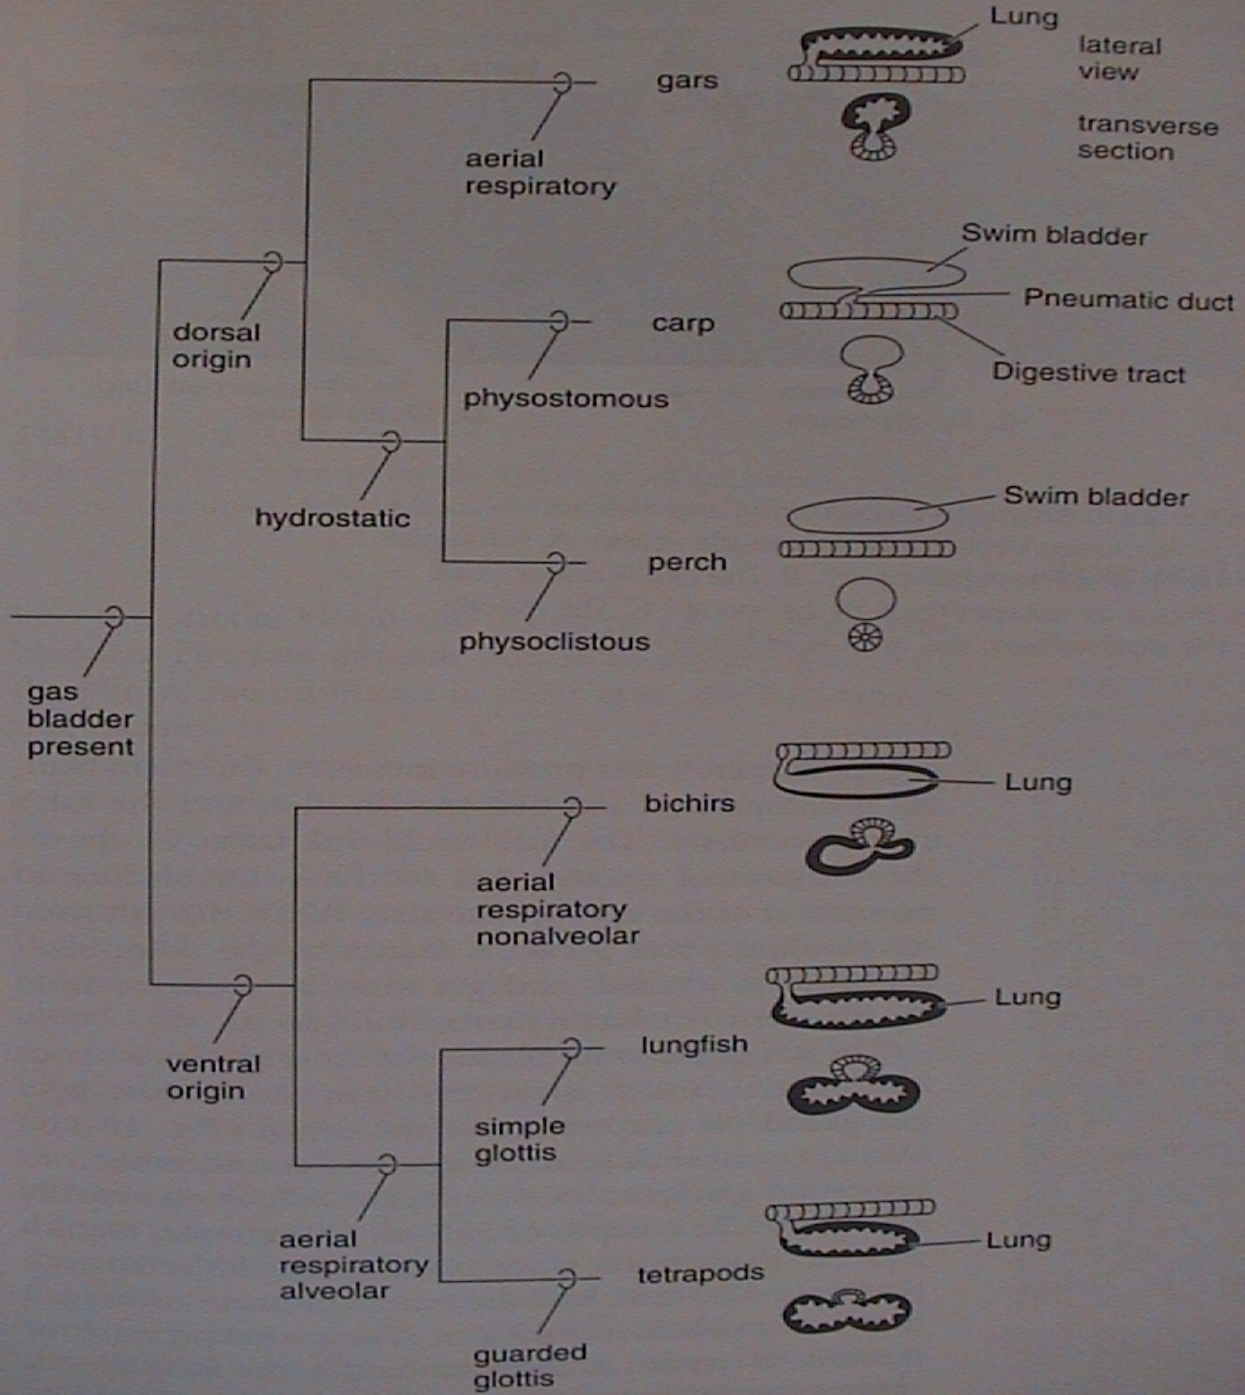 Lung
lateral
view
gars
transverse
section
aerial
respiratory
Swim bladder
Pneumatic duct
carp
dorsal
origin
Digestive tract
physostomous
Swim bladder
hydrostatic
perch
physoclistous
gas
bladder
present
Lung
bichirs
aerial
respiratory
nonalveolar
Lung
lungfish
ventral
origin
simple
glottis
Lung
aerial
respiratory
alveolar
tetrapods
guarded
glottis